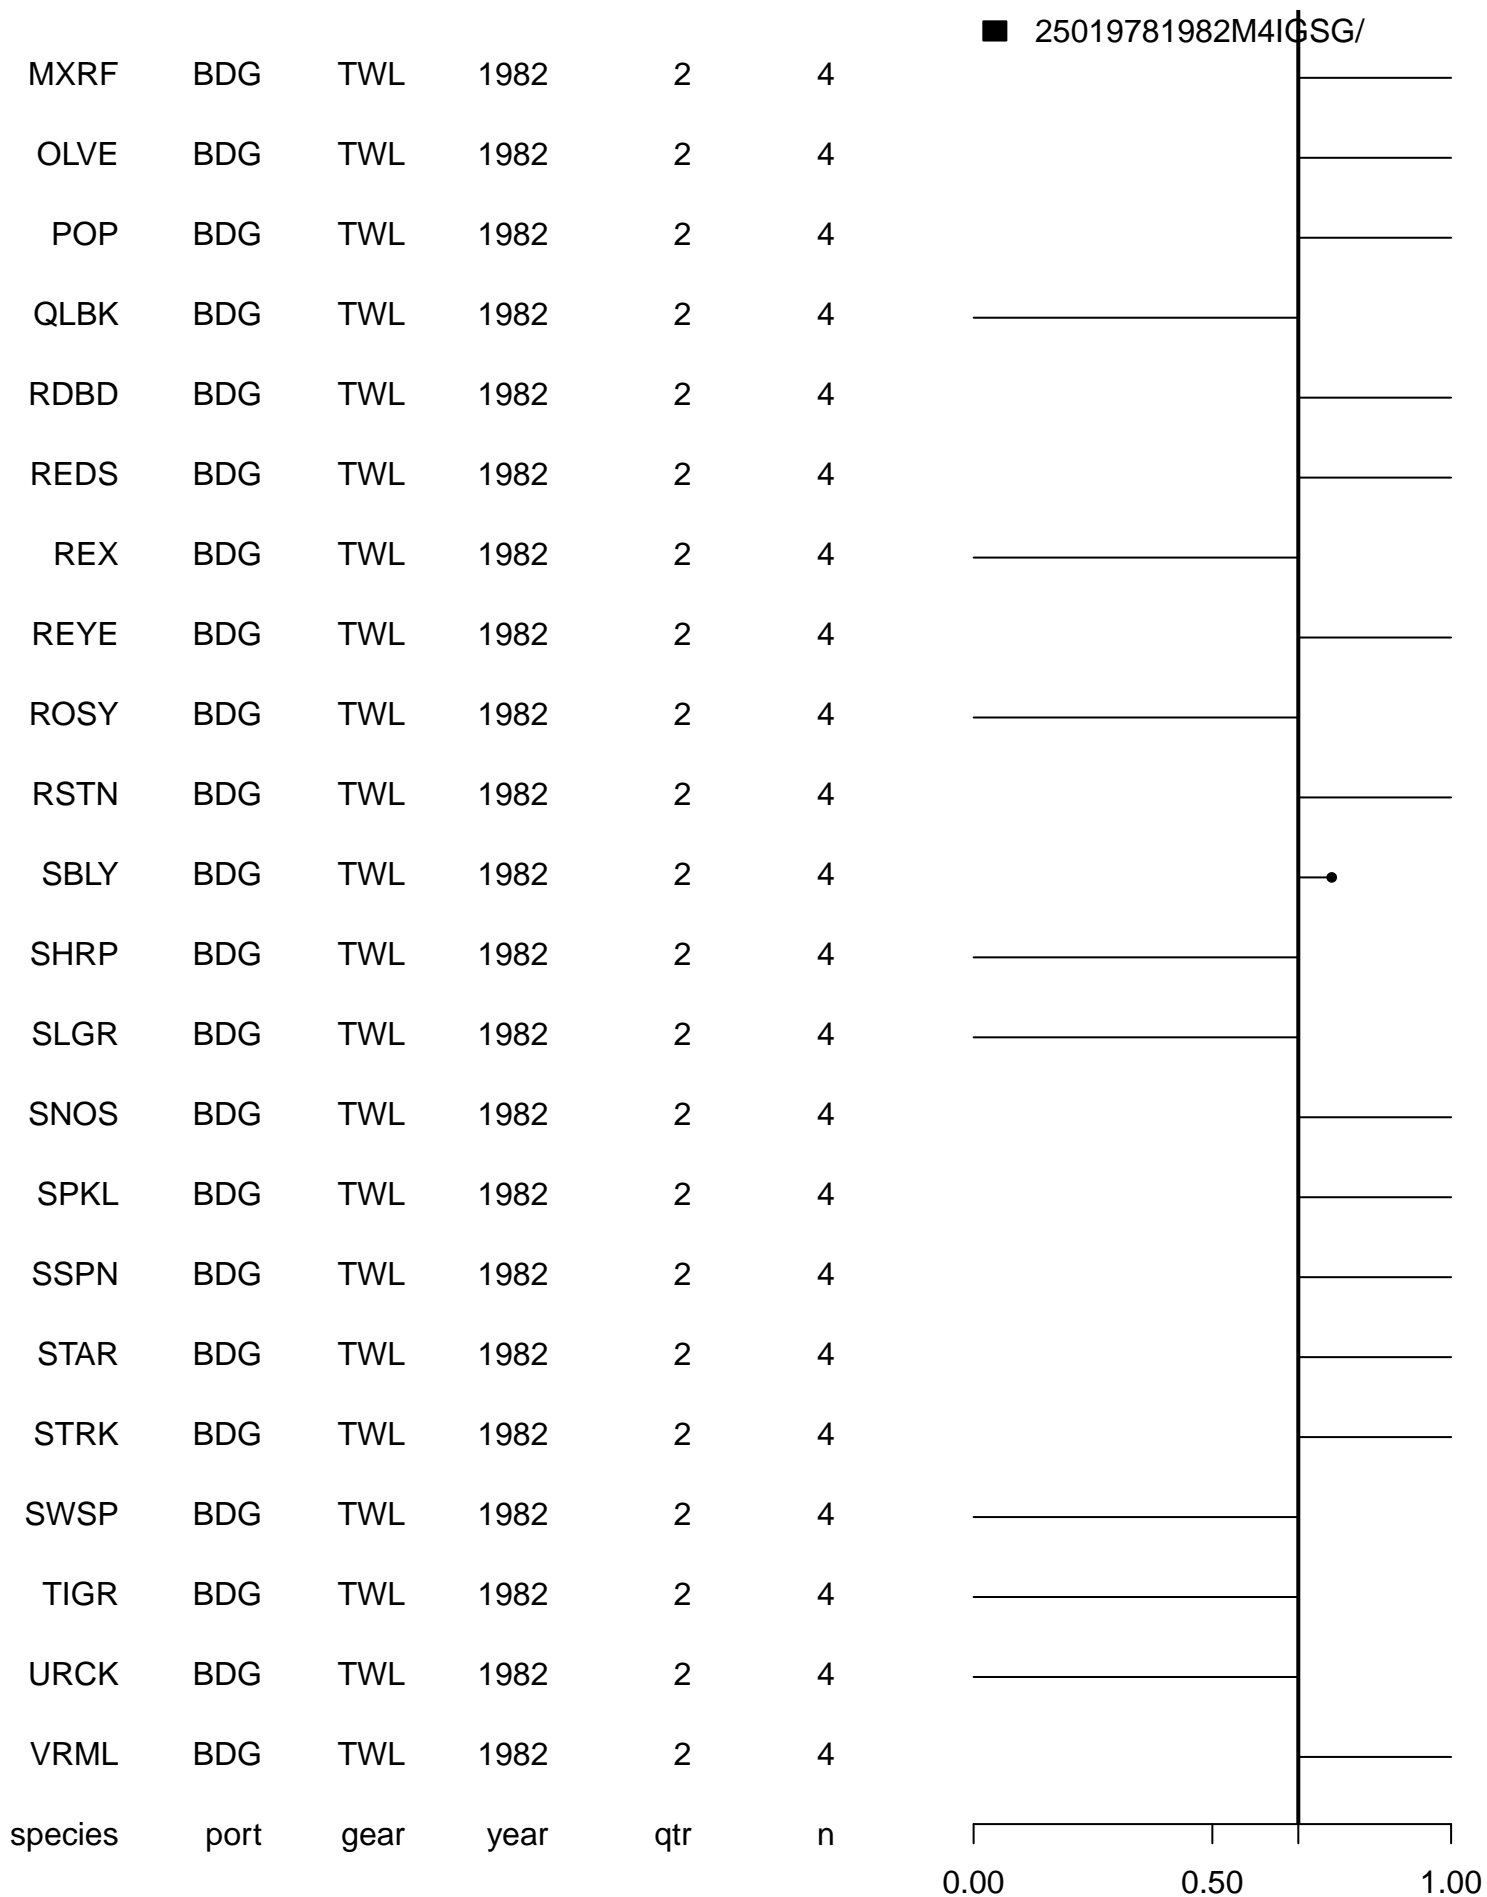 25019781982M4IGSG/
MXRF BDG TWL 1982 2 4
OLVE BDG TWL 1982 2 4
POP BDG TWL 1982 2 4
QLBK BDG TWL 1982 2 4
RDBD BDG TWL 1982 2 4
REDS BDG TWL 1982 2 4
REX BDG TWL 1982 2 4
REYE BDG TWL 1982 2 4
ROSY BDG TWL 1982 2 4
RSTN BDG TWL 1982 2 4
SBLY BDG TWL 1982 2 4
SHRP BDG TWL 1982 2 4
SLGR BDG TWL 1982 2 4
SNOS BDG TWL 1982 2 4
SPKL BDG TWL 1982 2 4
SSPN BDG TWL 1982 2 4
STAR BDG TWL 1982 2 4
STRK BDG TWL 1982 2 4
SWSP BDG TWL 1982 2 4
TIGR BDG TWL 1982 2 4
URCK BDG TWL 1982 2 4
VRML BDG TWL 1982 2 4
species port gear year qtr n
0.00 0.50 1.00